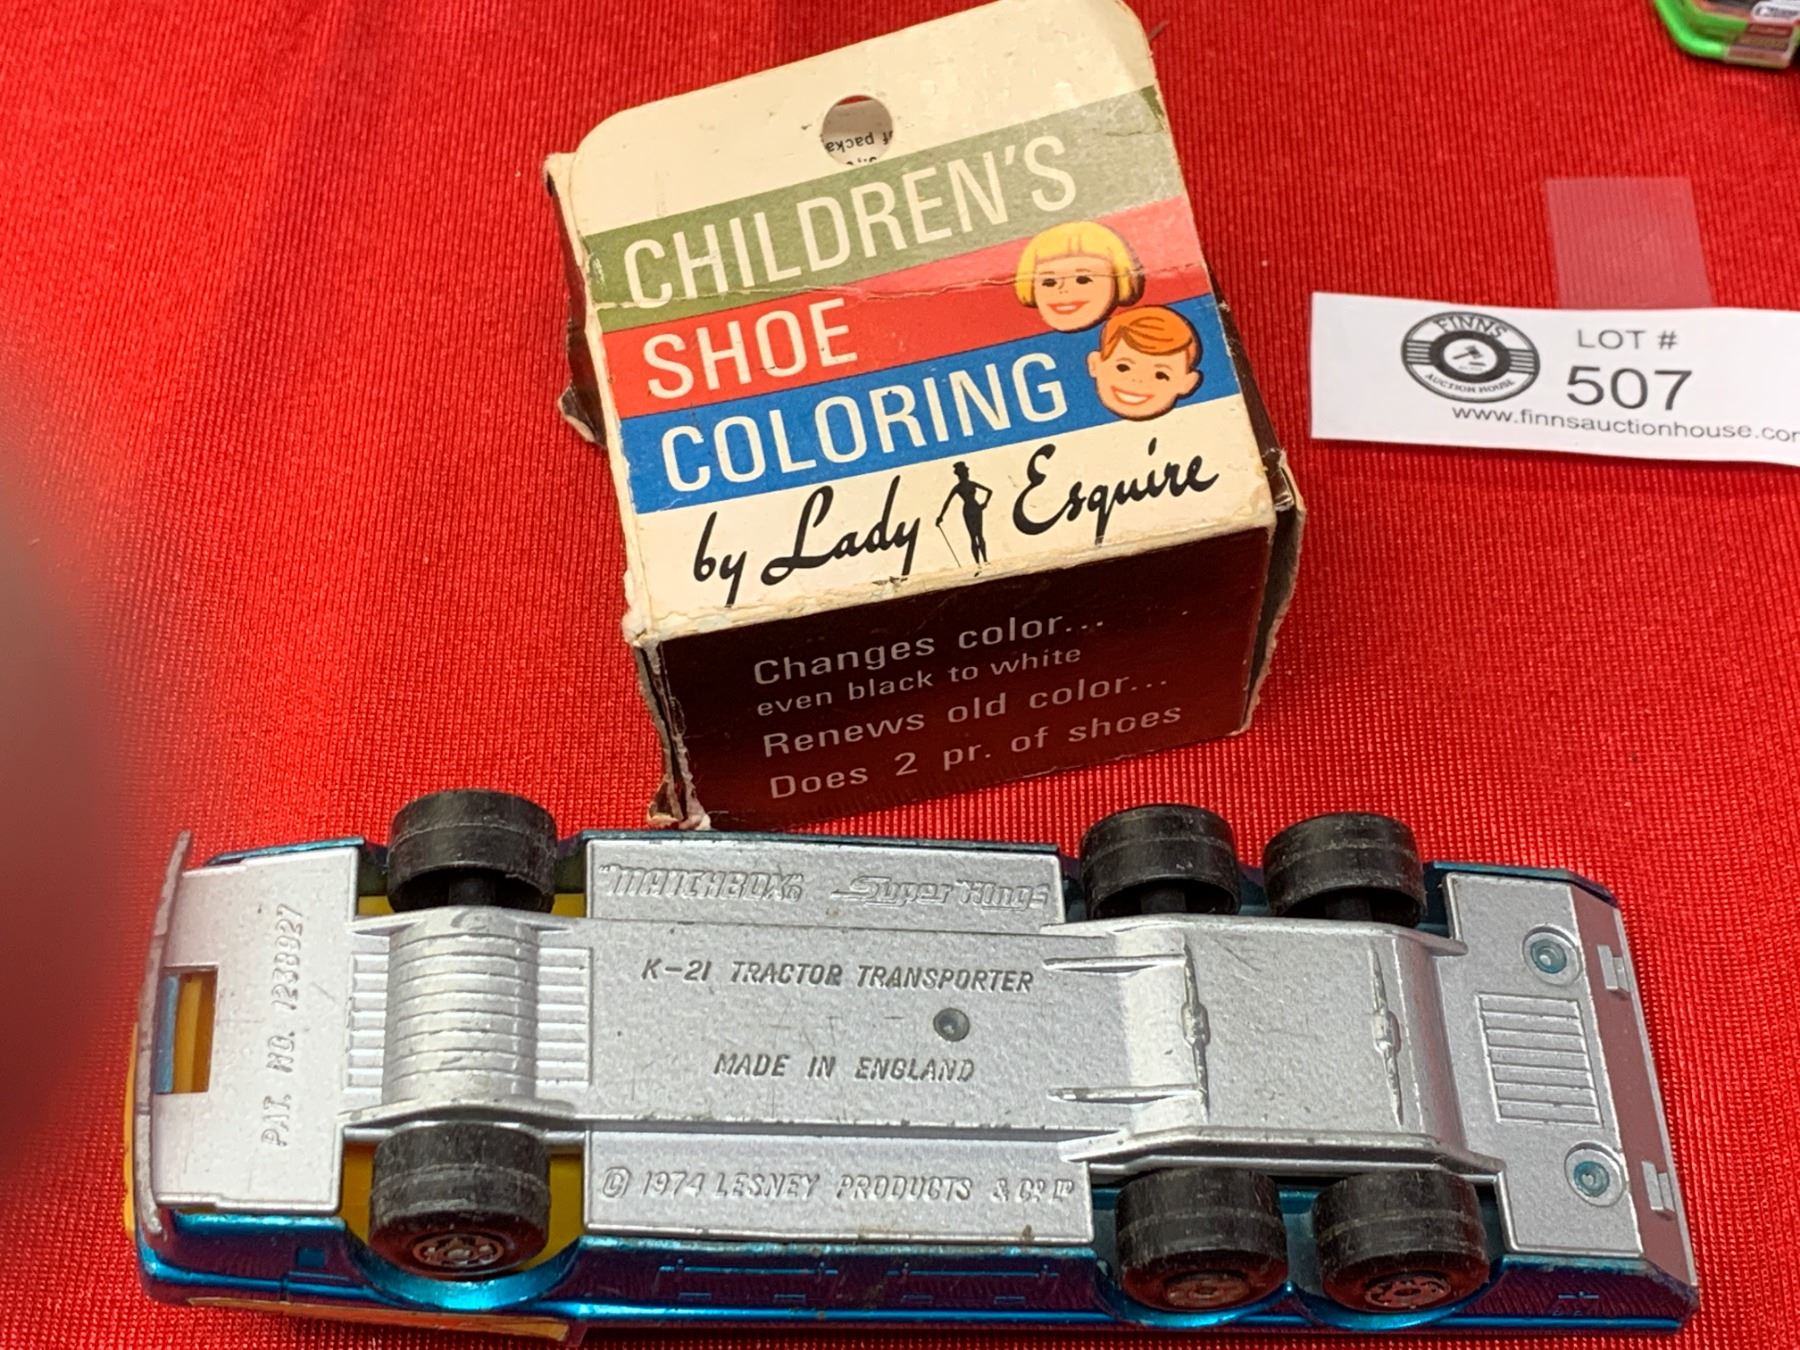 of packa
CHILDREN'S
SHOE
COLORING
by Lady Esquire
Changes color...
even black to white
Renews old color...
Does 2 pr. of shoes
FINNS
AUCTION HOUSE
LOT #
507
www.finnsauctionhouse.com
"MATCHBOX" Super Kings
K-21 TRACTOR TRANSPORTER
MADE IN ENGLAND
© 1974 LESNEY PRODUCTS & CO LTD
PAT. NO. 1238927